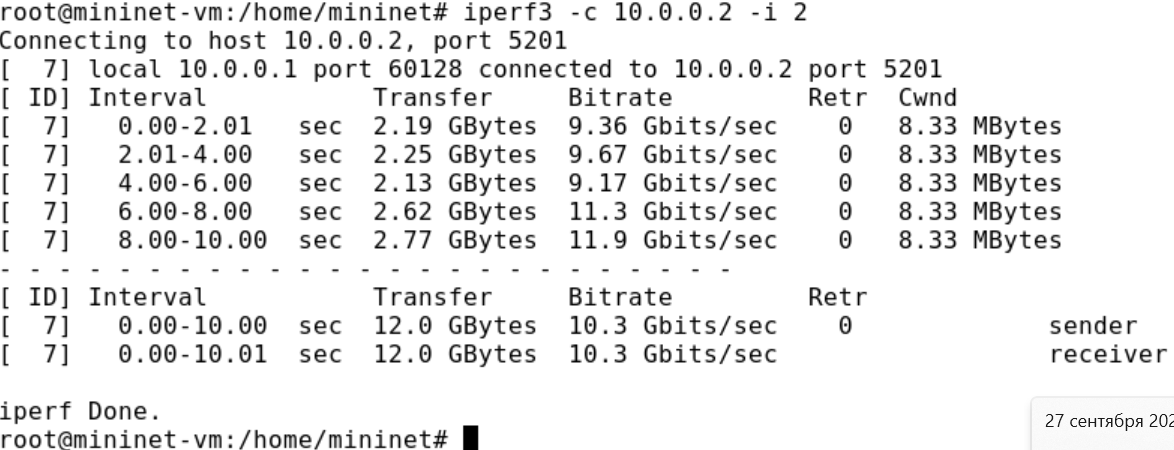 root@mininet-vm:/home/mininet# iperf3 -c 10.0.0.2 -i 2
Connecting to host 10.0.0.2, port 5201
[  7] local 10.0.0.1 port 60128 connected to 10.0.0.2 port 5201
[ ID] Interval           Transfer     Bitrate         Retr  Cwnd
[  7]   0.00-2.01   sec  2.19 GBytes  9.36 Gbits/sec    0   8.33 MBytes
[  7]   2.01-4.00   sec  2.25 GBytes  9.67 Gbits/sec    0   8.33 MBytes
[  7]   4.00-6.00   sec  2.13 GBytes  9.17 Gbits/sec    0   8.33 MBytes
[  7]   6.00-8.00   sec  2.62 GBytes  11.3 Gbits/sec    0   8.33 MBytes
[  7]   8.00-10.00  sec  2.77 GBytes  11.9 Gbits/sec    0   8.33 MBytes
- - - - - - - - - - - - - - - - - - - - - - - - -
[ ID] Interval           Transfer     Bitrate         Retr
[  7]   0.00-10.00  sec  12.0 GBytes  10.3 Gbits/sec    0             sender
[  7]   0.00-10.01  sec  12.0 GBytes  10.3 Gbits/sec                  receiver
iperf Done.
27 сентября 202
root@mininet-vm:/home/mininet#